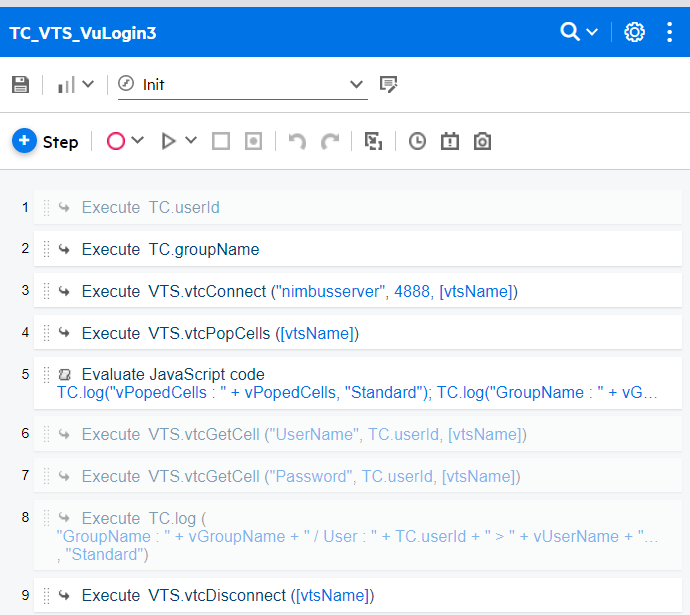 TC_VTS_VuLogin3
Init
Step
1 Execute TC.userId
2 Execute TC.groupName
3 Execute VTS.vtcConnect ("nimbusserver", 4888, [vtsName])
4 Execute VTS.vtcPopCells ([vtsName])
5 Evaluate JavaScript code
TC.log("vPopedCells : " + vPopedCells, "Standard"); TC.log("GroupName : " + vG...
6 Execute VTS.vtcGetCell ("UserName", TC.userId, [vtsName])
7 Execute VTS.vtcGetCell ("Password", TC.userId, [vtsName])
8 Execute TC.log (
"GroupName : " + vGroupName + " / User : " + TC.userId + " > " + vUserName + "...
, "Standard")
9 Execute VTS.vtcDisconnect ([vtsName])